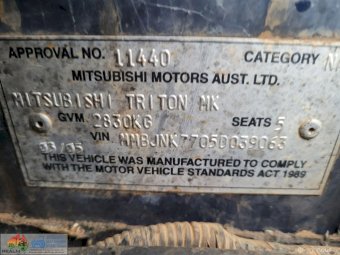 APPROVAL NO. 11440 CATEGORY N
MITSUBISHI MOTORS AUST. LTD.
MITSUBISHI TRITON MK
GVM 2830KG SEATS 5
VIN MMBJNK7705D039063
03/05
THIS VEHICLE WAS MANUFACTURED TO COMPLY
WITH THE MOTOR VEHICLE STANDARDS ACT 1989